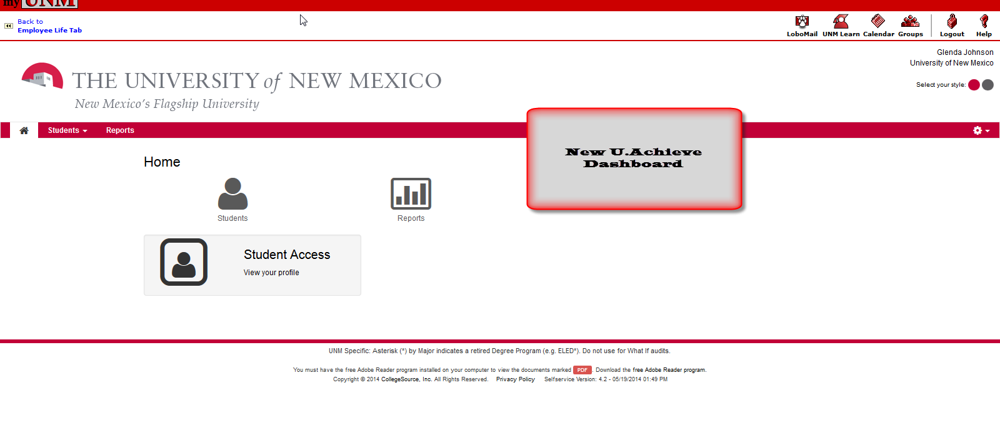 my UNM
Back to
Employee Life Tab
LoboMail UNM Learn Calendar Groups Logout Help
Glenda Johnson
University of New Mexico
Select your style:
THE UNIVERSITY of NEW MEXICO
New Mexico's Flagship University
Students Reports
New U.Achieve
Dashboard
Home
Students Reports
Student Access
View your profile
UNM Specific: Asterisk (*) by Major indicates a retired Degree Program (e.g. ELED*). Do not use for What If audits.
You must have the free Adobe Reader program installed on your computer to view the documents marked PDF. Download the free Adobe Reader program.
Copyright © 2014 CollegeSource, Inc. All Rights Reserved. Privacy Policy Selfservice Version: 4.2 - 05/19/2014 01:49 PM